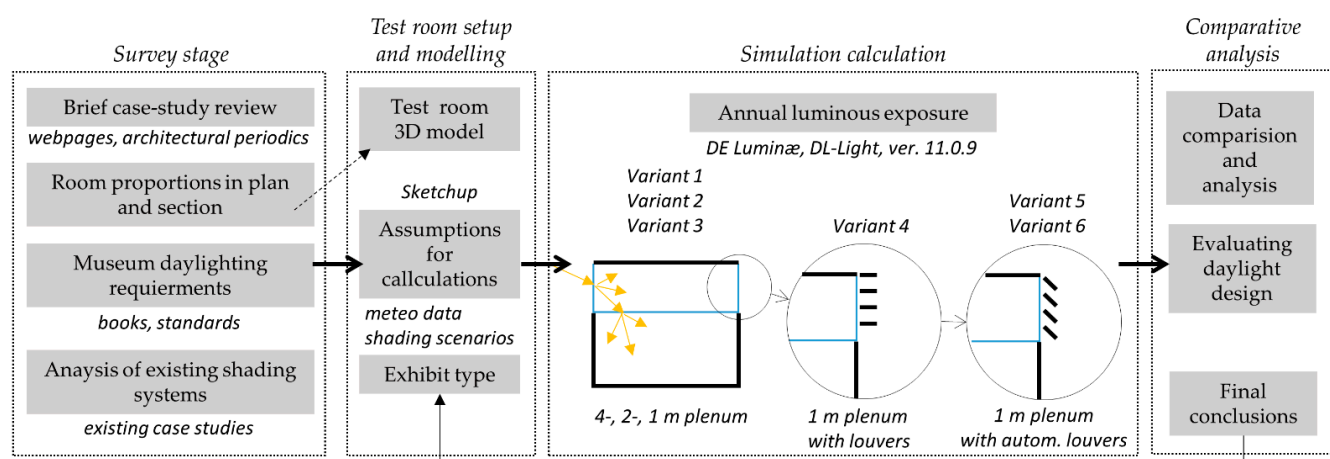 Survey stage
Brief case-study review
webpages, architectural periodics
Room proportions in plan
and section
Museum daylighting
requierments
books, standards
Anaysis of existing shading
systems
existing case studies
Test room setup
and modelling
Test room
3D model
Sketchup
Assumptions
for
callculations
meteo data
shading scenarios
Exhibit type
Simulation calculation
Annual luminous exposure
DE Luminæ, DL-Light, ver. 11.0.9
Variant 1
Variant 2
Variant 3
4-, 2-, 1 m plenum
Variant 4
1 m plenum
with louvers
Variant 5
Variant 6
1 m plenum
with autom. louvers
Comparative
analysis
Data
comparision
and
analysis
Evaluating
daylight
design
Final
conclusions